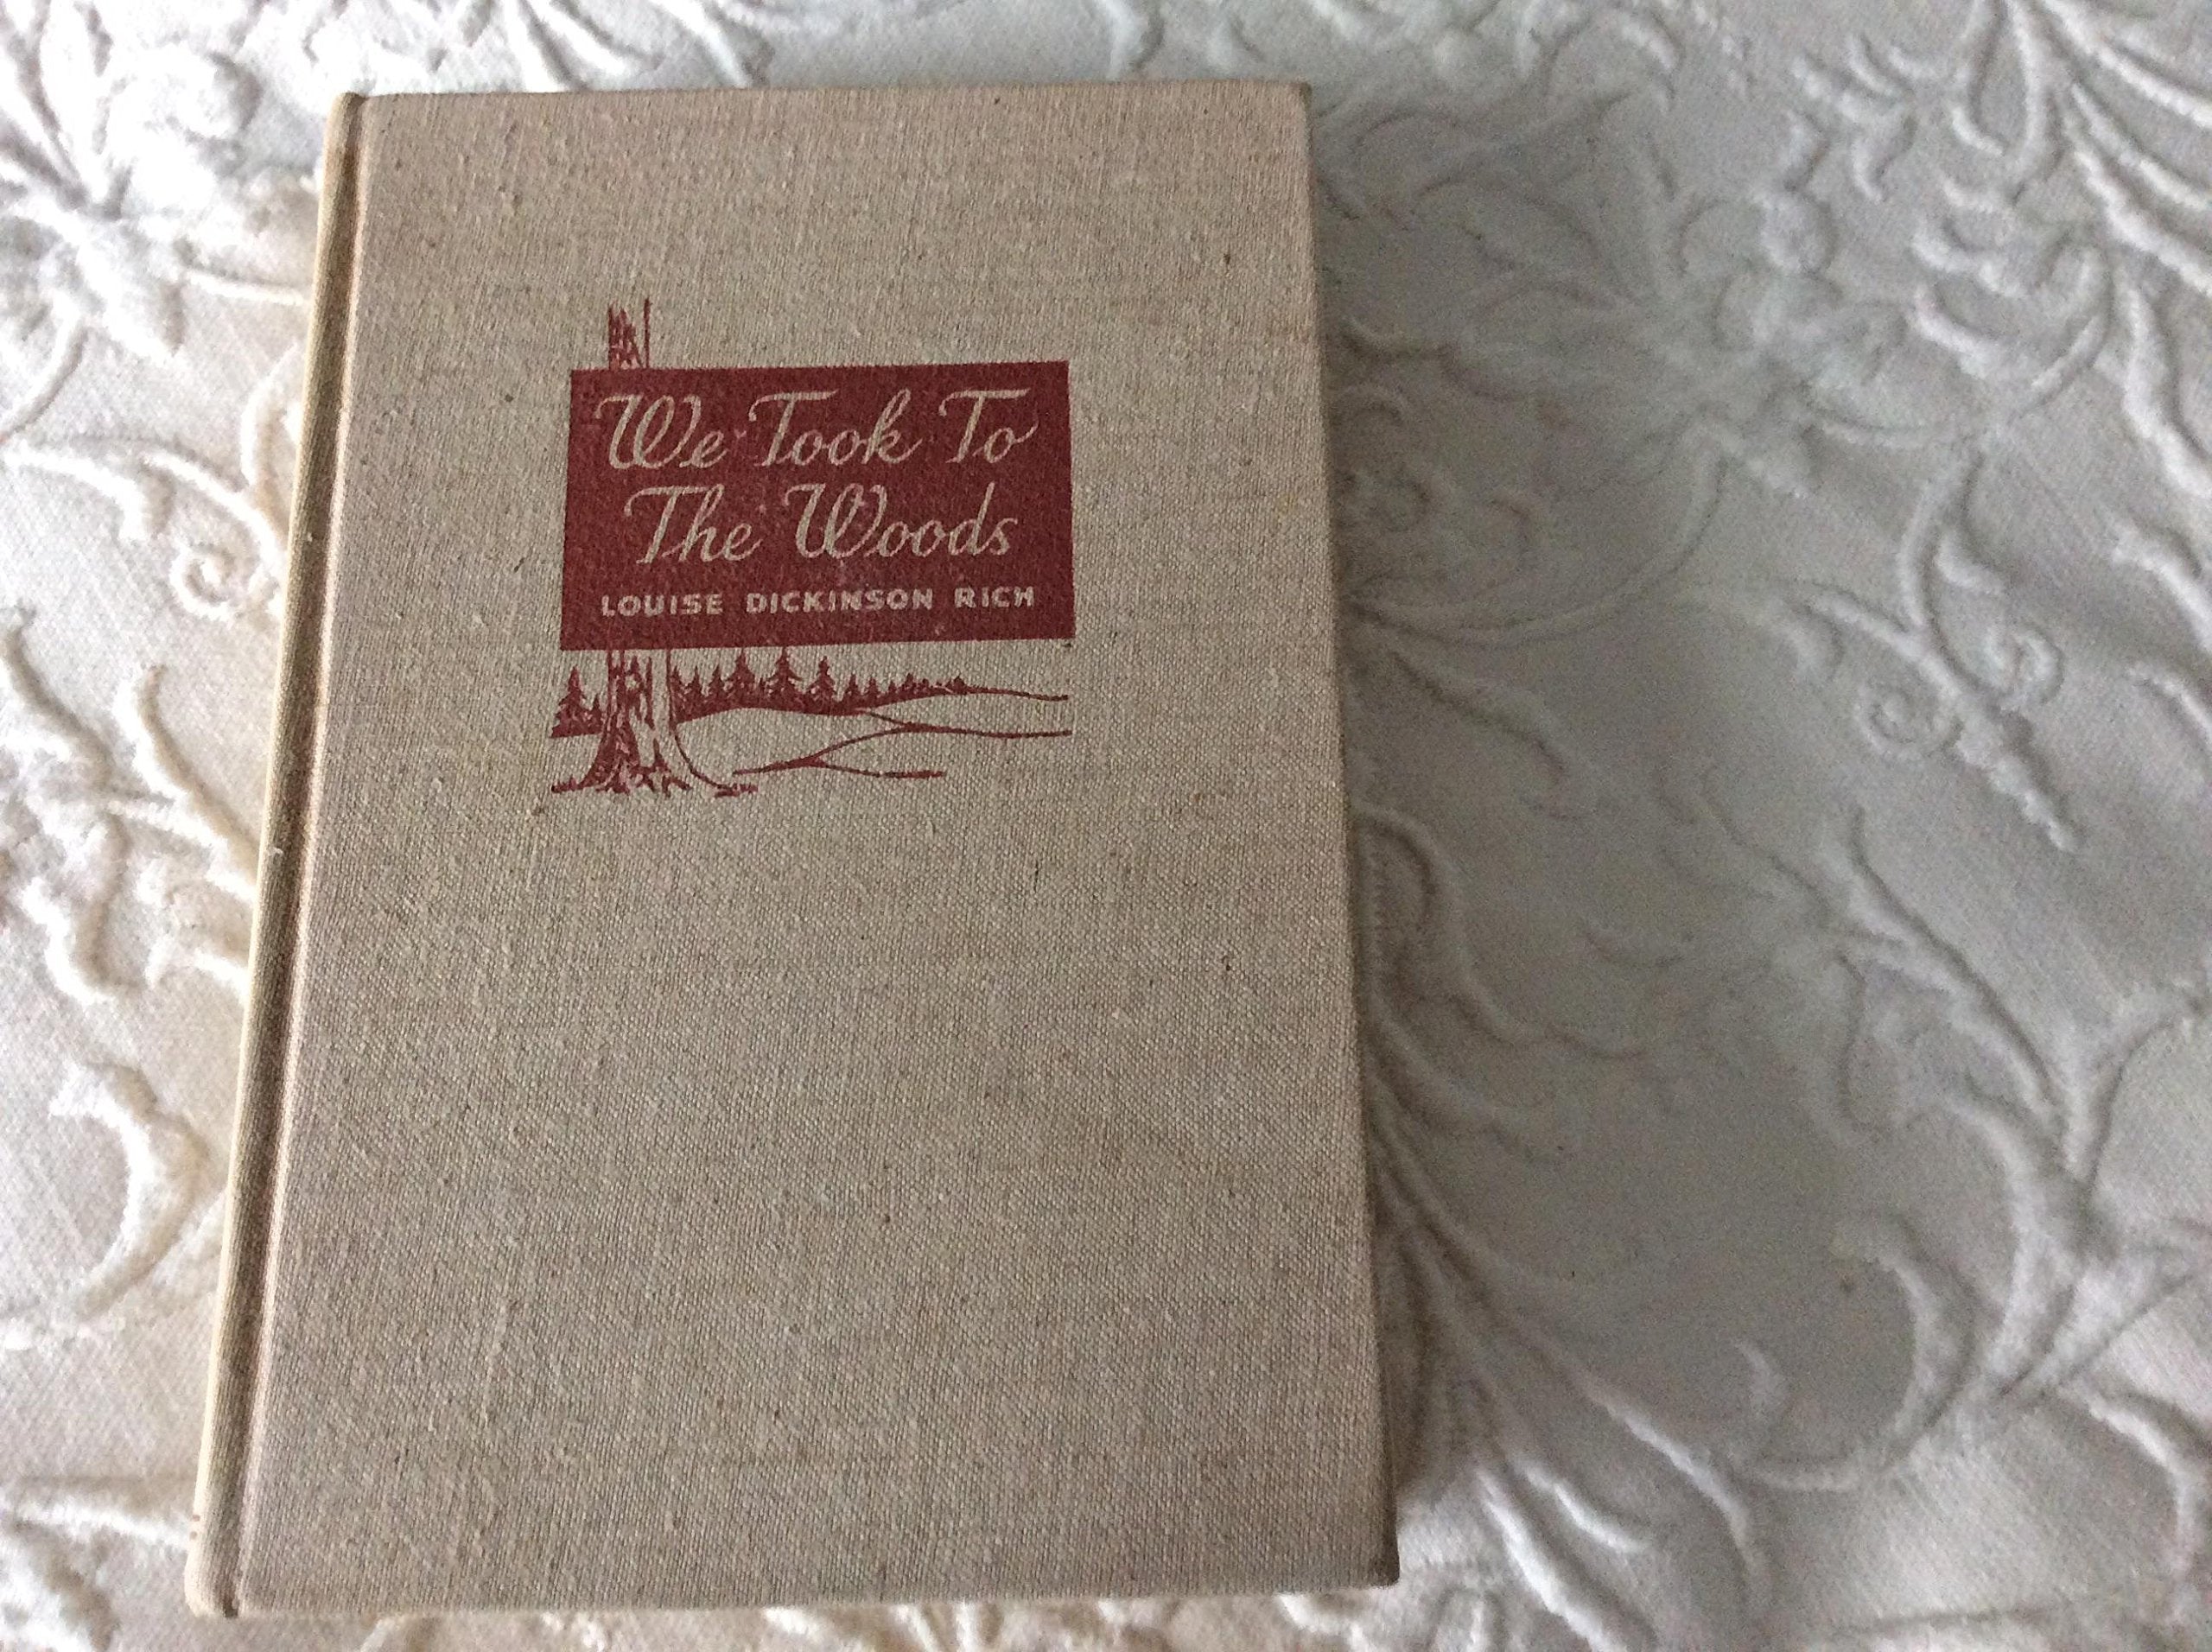 We Took To
The Woods
LOUISE DICKINSON RICH